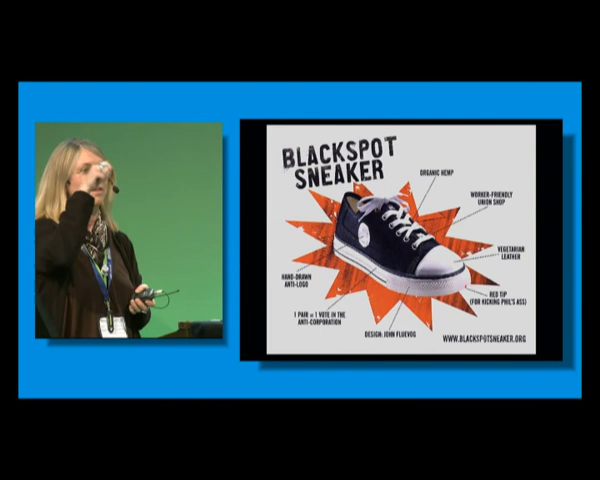 BLACKSPOT
SNEAKER
ORGANIC HEMP
WORKER-FRIENDLY
UNION SHOP
VEGETARIAN
LEATHER
RED TIP
(FOR KICKING PHIL'S ASS)
HAND-DRAWN
ANTI-LOGO
1 PAIR = 1 VOTE IN THE
ANTI-CORPORATION
DESIGN: JOHN FLUEVOG
WWW.BLACKSPOTSNEAKER.ORG